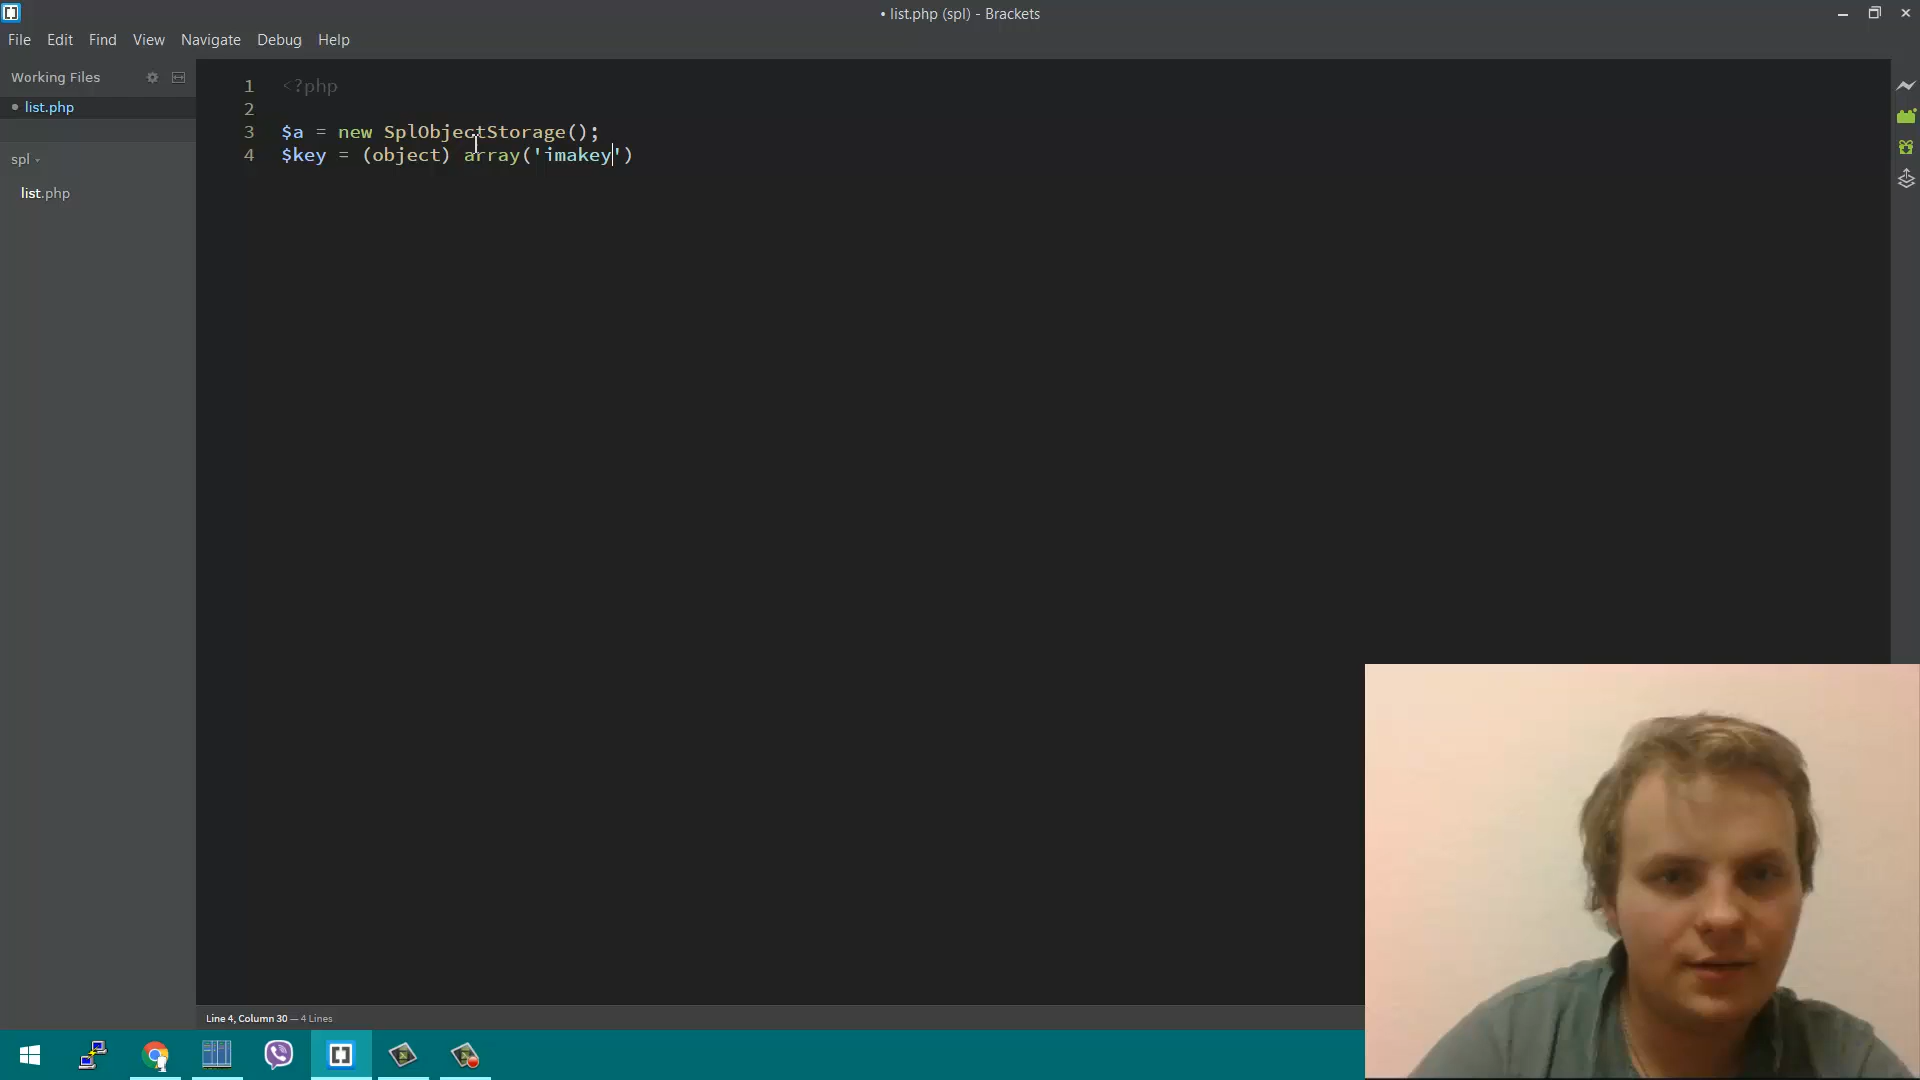 • list.php (spl) - Brackets
File Edit Find View Navigate Debug Help
Working Files
list.php
spl
list.php
1 <?php
2
3 $a = new SplObjectStorage();
4 $key = (object) array('imakey')
Line 4, Column 30 — 4 Lines